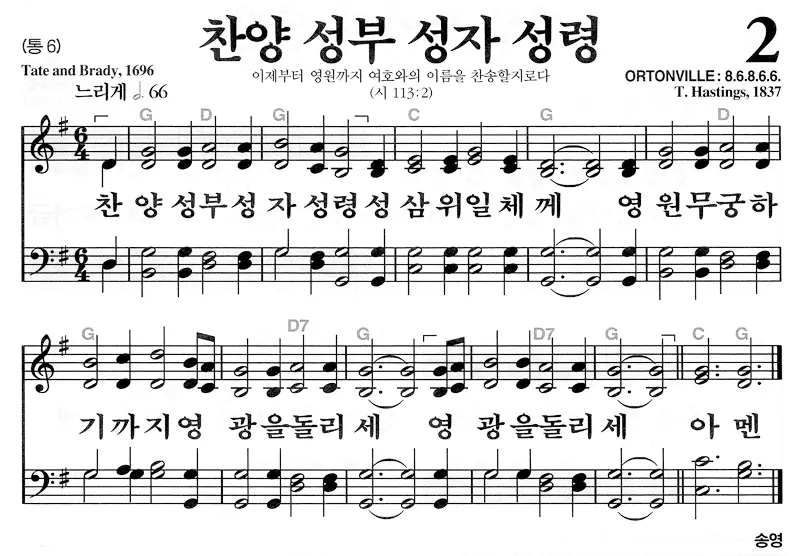 찬양 성부 성자 성령
2
(통 6)
Tate and Brady, 1696
이제부터 영원까지 여호와의 이름을 찬송할지로다
(시 113:2)
ORTONVILLE : 8.6.8.6.6.
T. Hastings, 1837
느리게 𝅗𝅥. 66
G D G C G D
6 4
찬 양 성부성 자 성령성 삼 위일 체 께 영 원무궁하
6 4
G D7 G D7 G C G
기까지영 광을돌리 세 영 광을돌리 세 아 멘
송영